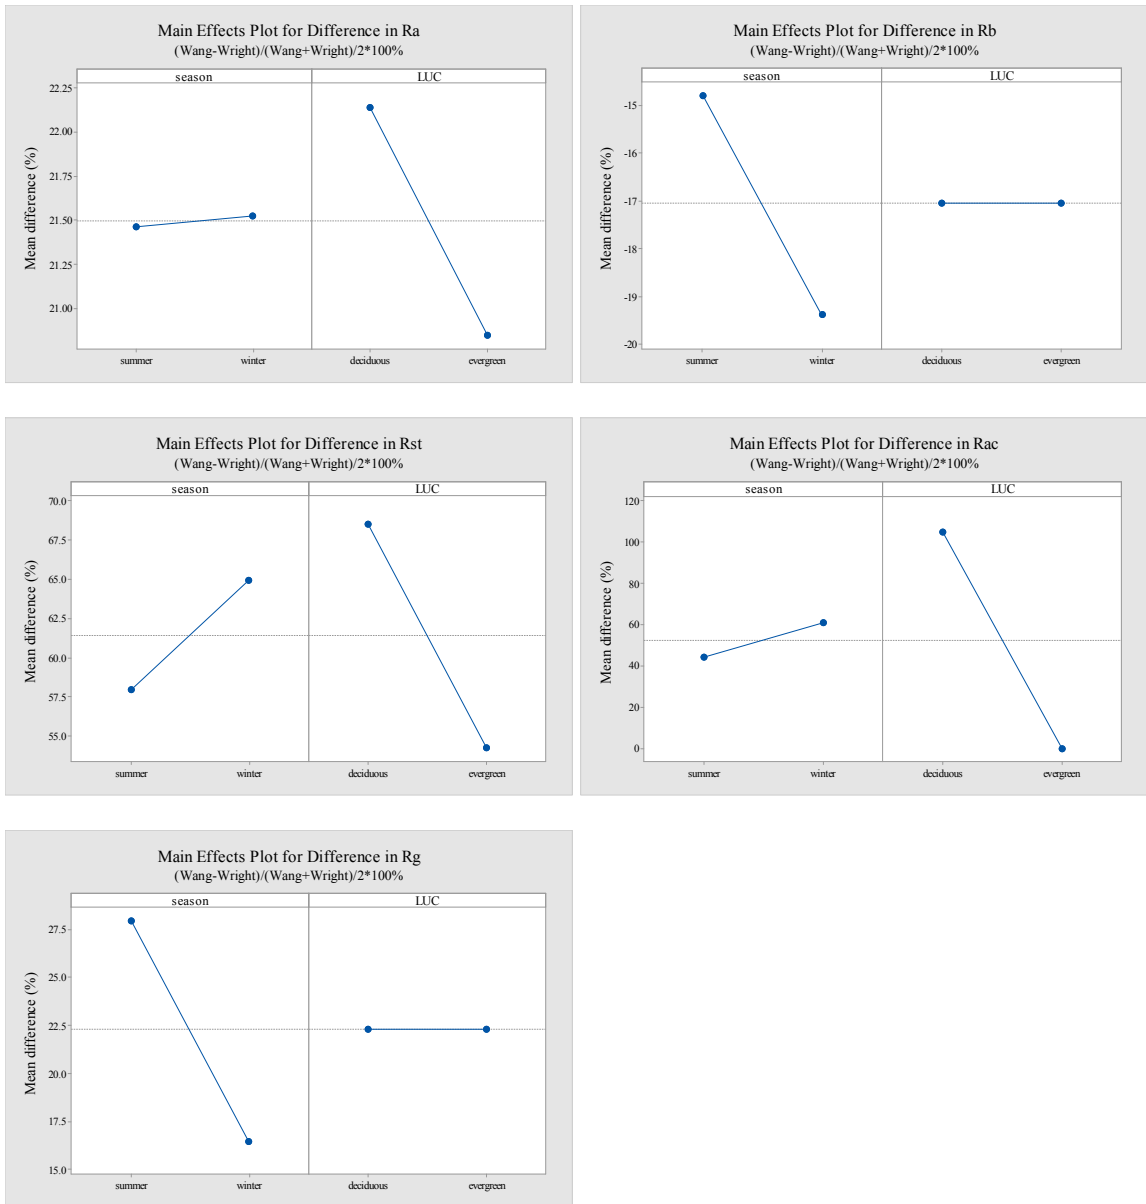 Main Effects Plot for Difference in Ra
(Wang-Wright)/(Wang+Wright)/2*100%
season LUC
Mean difference (%)
22.25
22.00
21.75
21.50
21.25
21.00
summer winter deciduous evergreen
Main Effects Plot for Difference in Rb
(Wang-Wright)/(Wang+Wright)/2*100%
season LUC
Mean difference (%)
-15
-16
-17
-18
-19
-20
summer winter deciduous evergreen
Main Effects Plot for Difference in Rst
(Wang-Wright)/(Wang+Wright)/2*100%
season LUC
Mean difference (%)
70.0
67.5
65.0
62.5
60.0
57.5
55.0
summer winter deciduous evergreen
Main Effects Plot for Difference in Rac
(Wang-Wright)/(Wang+Wright)/2*100%
season LUC
Mean difference (%)
120
100
80
60
40
20
0
summer winter deciduous evergreen
Main Effects Plot for Difference in Rg
(Wang-Wright)/(Wang+Wright)/2*100%
season LUC
Mean difference (%)
27.5
25.0
22.5
20.0
17.5
15.0
summer winter deciduous evergreen